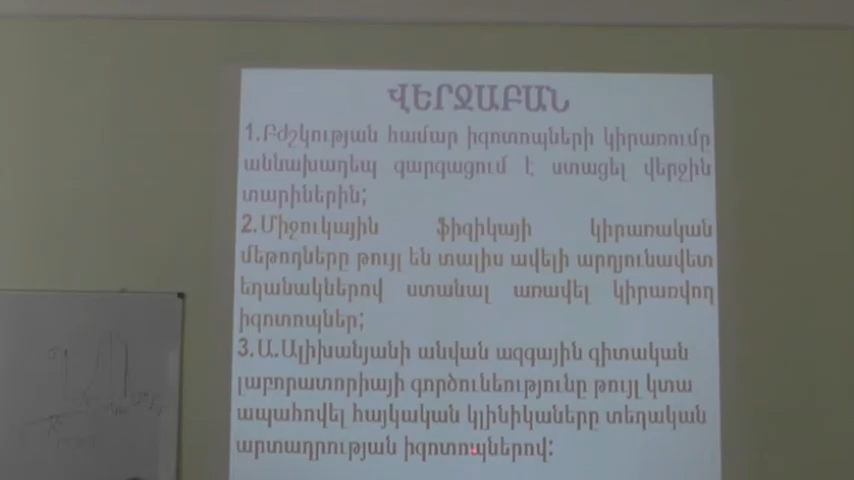 ՎԵՐՋԱԲԱՆ
1.Բժշկության համար իզոտոպների կիրառումը
աննախադեպ զարգացում է ստացել վերջին
տարիներին;
2.Միջուկային ֆիզիկայի կիրառական
մեթոդները թույլ են տալիս ավելի արդյունավետ
եղանակներով ստանալ առավել կիրառվող
իզոտոպներ;
3.Ա.Ալիխանյանի անվան ազգային գիտական
լաբորատորիայի գործունեությունը թույլ կտա
ապահովել հայկական կլինիկաները տեղական
արտադրության իզոտոպներով: